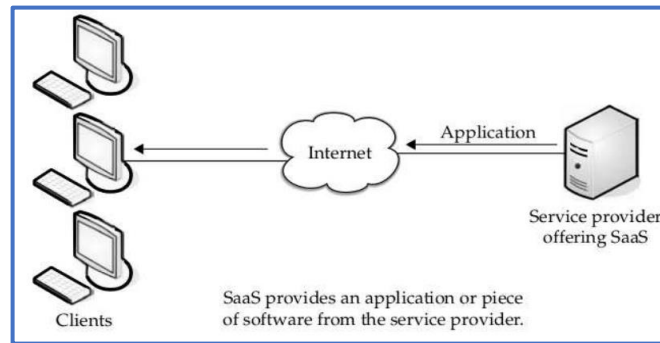 Application
Internet
Service provider
offering SaaS
SaaS provides an application or piece
of software from the service provider.
Clients